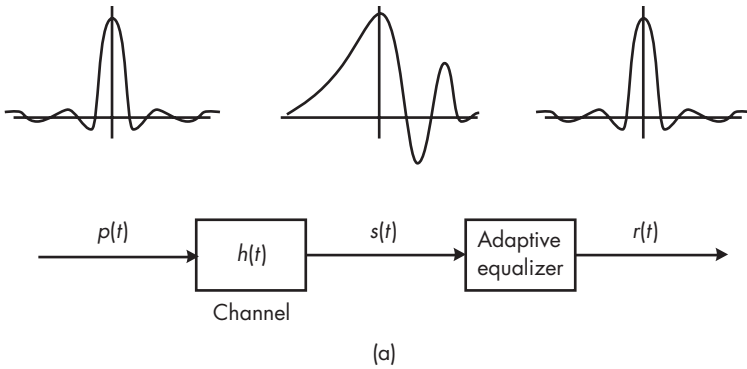 p(t)
h(t)
Channel
s(t)
Adaptive
equalizer
r(t)
(a)